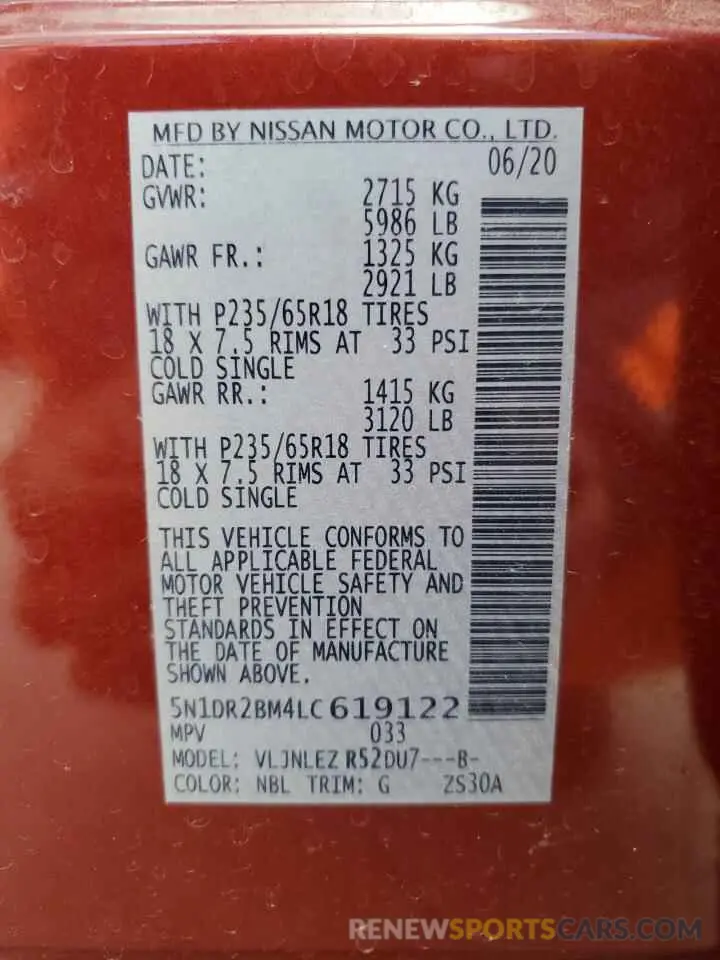 MFD BY NISSAN MOTOR CO., LTD.
DATE: 06/20
GVWR: 2715 KG
5986 LB
GAWR FR.: 1325 KG
2921 LB
WITH P235/65R18 TIRES
18 X 7.5 RIMS AT 33 PSI
COLD SINGLE
GAWR RR.: 1415 KG
3120 LB
WITH P235/65R18 TIRES
18 X 7.5 RIMS AT 33 PSI
COLD SINGLE
THIS VEHICLE CONFORMS TO
ALL APPLICABLE FEDERAL
MOTOR VEHICLE SAFETY AND
THEFT PREVENTION
STANDARDS IN EFFECT ON
THE DATE OF MANUFACTURE
SHOWN ABOVE.
5N1DR2BM4LC619122
MPV 033
MODEL: VLJNLEZ R52DU7---B-
COLOR: NBL TRIM: G ZS30A
RENEWSPORTSCARS.COM